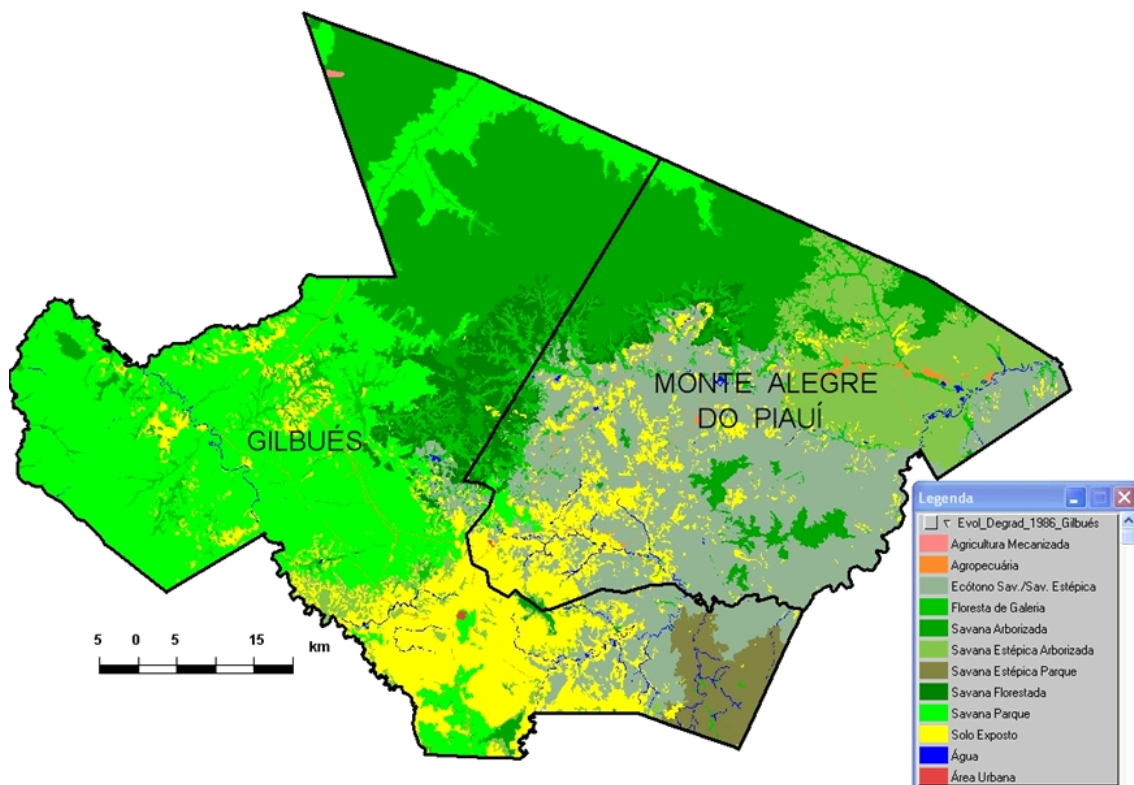 MONTE ALEGRE
DO PIAUÍ
GILBUÉS
5 0 5 15 km
Legenda
Evol_Degrad_1986_Gilbués
Agricultura Mecanizada
Agropecuária
Ecótono Sav./Sav. Estépica
Floresta de Galeria
Savana Arborizada
Savana Estépica Arborizada
Savana Estépica Parque
Savana Florestada
Savana Parque
Solo Exposto
Água
Área Urbana